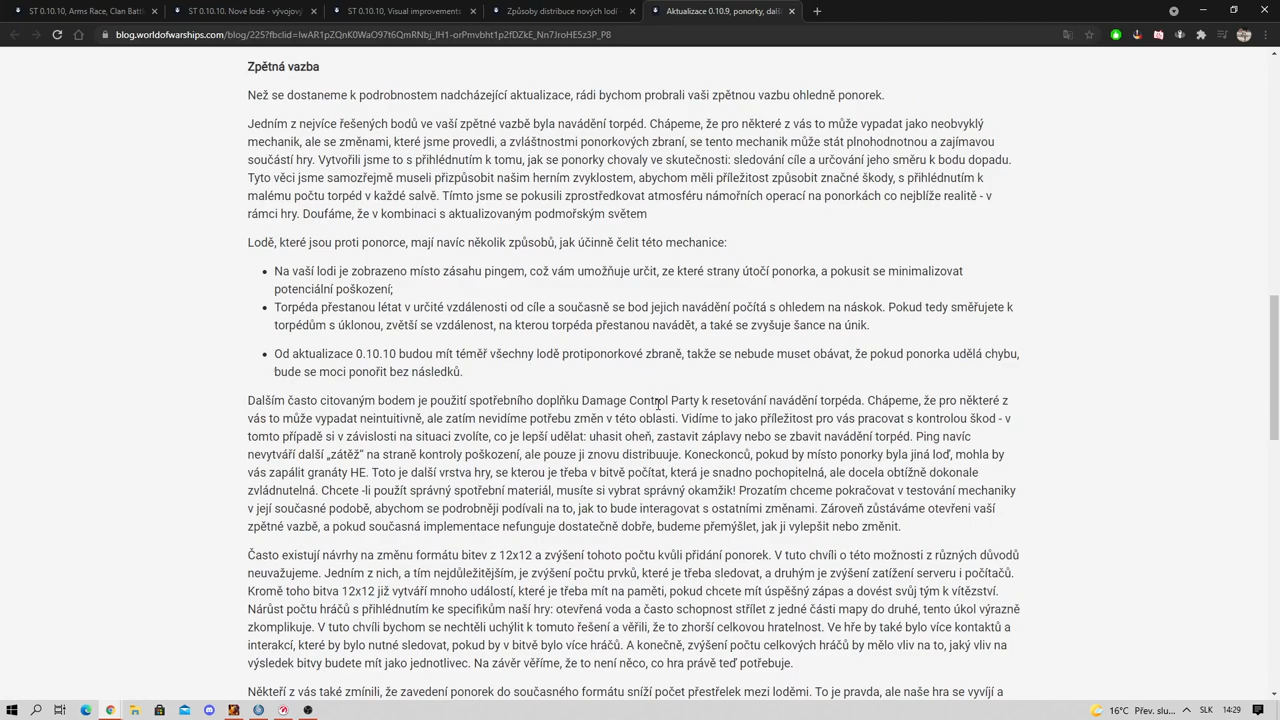 ST 0.10.10, Arms Race, Clan Battl
ST 0.10.10. Nové lodě - vývojový
ST 0.10.10, Visual improvements
Způsoby distribuce nových lodí
Aktualizace 0.10.9, ponorky, dalš
blog.worldofwarships.com/blog/225?fbclid=IwAR1pZQnK0WaO97t6QmRNbj_IH1-orPmvbht1p2fDZkE_Nn7JroHE5z3P_P8
Zpětná vazba
Než se dostaneme k podrobnostem nadcházející aktualizace, rádi bychom probrali vaši zpětnou vazbu ohledně ponorek.
Jedním z nejvíce řešených bodů ve vaší zpětné vazbě byla navádění torpéd. Chápeme, že pro některé z vás to může vypadat jako neobvyklý
mechanik, ale se změnami, které jsme provedli, a zvláštnostmi ponorkových zbraní, se tento mechanik může stát plnohodnotnou a zajímavou
součástí hry. Vytvořili jsme to s přihlédnutím k tomu, jak se ponorky chovaly ve skutečnosti: sledování cíle a určování jeho směru k bodu dopadu.
Tyto věci jsme samozřejmě museli přizpůsobit našim herním zvyklostem, abychom měli příležitost způsobit značné škody, s přihlédnutím k
malému počtu torpéd v každé salvě. Tímto jsme se pokusili zprostředkovat atmosféru námořních operací na ponorkách co nejblíže realitě - v
rámci hry. Doufáme, že v kombinaci s aktualizovaným podmořským světem
Lodě, které jsou proti ponorce, mají navíc několik způsobů, jak účinně čelit této mechanice:
Na vaší lodi je zobrazeno místo zásahu pingem, což vám umožňuje určit, ze které strany útočí ponorka, a pokusit se minimalizovat
potenciální poškození;
Torpéda přestanou létat v určité vzdálenosti od cíle a současně se bod jejich navádění počítá s ohledem na náskok. Pokud tedy směřujete k
torpédům s úklonou, zvětší se vzdálenost, na kterou torpéda přestanou navádět, a také se zvyšuje šance na únik.
Od aktualizace 0.10.10 budou mít téměř všechny lodě protiponorkové zbraně, takže se nebude muset obávat, že pokud ponorka udělá chybu,
bude se moci ponořit bez následků.
Dalším často citovaným bodem je použití spotřebního doplňku Damage Control Party k resetování navádění torpéda. Chápeme, že pro některé z
vás to může vypadat neintuitivně, ale zatím nevidíme potřebu změn v této oblasti. Vidíme to jako příležitost pro vás pracovat s kontrolou škod - v
tomto případě si v závislosti na situaci zvolíte, co je lepší udělat: uhasit oheň, zastavit záplavy nebo se zbavit navádění torpéd. Ping navíc
nevytváří další „zátěž“ na straně kontroly poškození, ale pouze ji znovu distribuuje. Koneckonců, pokud by místo ponorky byla jiná loď, mohla by
vás zapálit granáty HE. Toto je další vrstva hry, se kterou je třeba v bitvě počítat, která je snadno pochopitelná, ale docela obtížně dokonale
zvládnutelná. Chcete -li použít správný spotřební materiál, musíte si vybrat správný okamžik! Prozatím chceme pokračovat v testování mechaniky
v její současné podobě, abychom se podrobněji podívali na to, jak to bude interagovat s ostatními změnami. Zároveň zůstáváme otevřeni vaší
zpětné vazbě, a pokud současná implementace nefunguje dostatečně dobře, budeme přemýšlet, jak ji vylepšit nebo změnit.
Často existují návrhy na změnu formátu bitev z 12x12 a zvýšení tohoto počtu kvůli přidání ponorek. V tuto chvíli o této možnosti z různých důvodů
neuvažujeme. Jedním z nich, a tím nejdůležitějším, je zvýšení počtu prvků, které je třeba sledovat, a druhým je zvýšení zatížení serveru i počítačů.
Kromě toho bitva 12x12 již vytváří mnoho událostí, které je třeba mít na paměti, pokud chcete mít úspěšný zápas a dovést svůj tým k vítězství.
Nárůst počtu hráčů s přihlédnutím ke specifikům naší hry: otevřená voda a často schopnost střílet z jedné části mapy do druhé, tento úkol výrazně
zkomplikuje. V tuto chvíli bychom se nechtěli uchýlit k tomuto řešení a věřili, že to zhorší celkovou hratelnost. Ve hře by také bylo více kontaktů a
interakcí, které by bylo nutné sledovat, pokud by v bitvě bylo více hráčů. A konečně, zvýšení počtu celkových hráčů by mělo vliv na to, jaký vliv na
výsledek bitvy budete mít jako jednotlivec. Na závěr věříme, že to není něco, co hra právě teď potřebuje.
Někteří z vás také zmínili, že zavedení ponorek do současného formátu sníží počet přestřelek mezi loděmi. To je pravda, ale naše hra se vyvíjí a
16°C Přev. slu... SLK 14:29